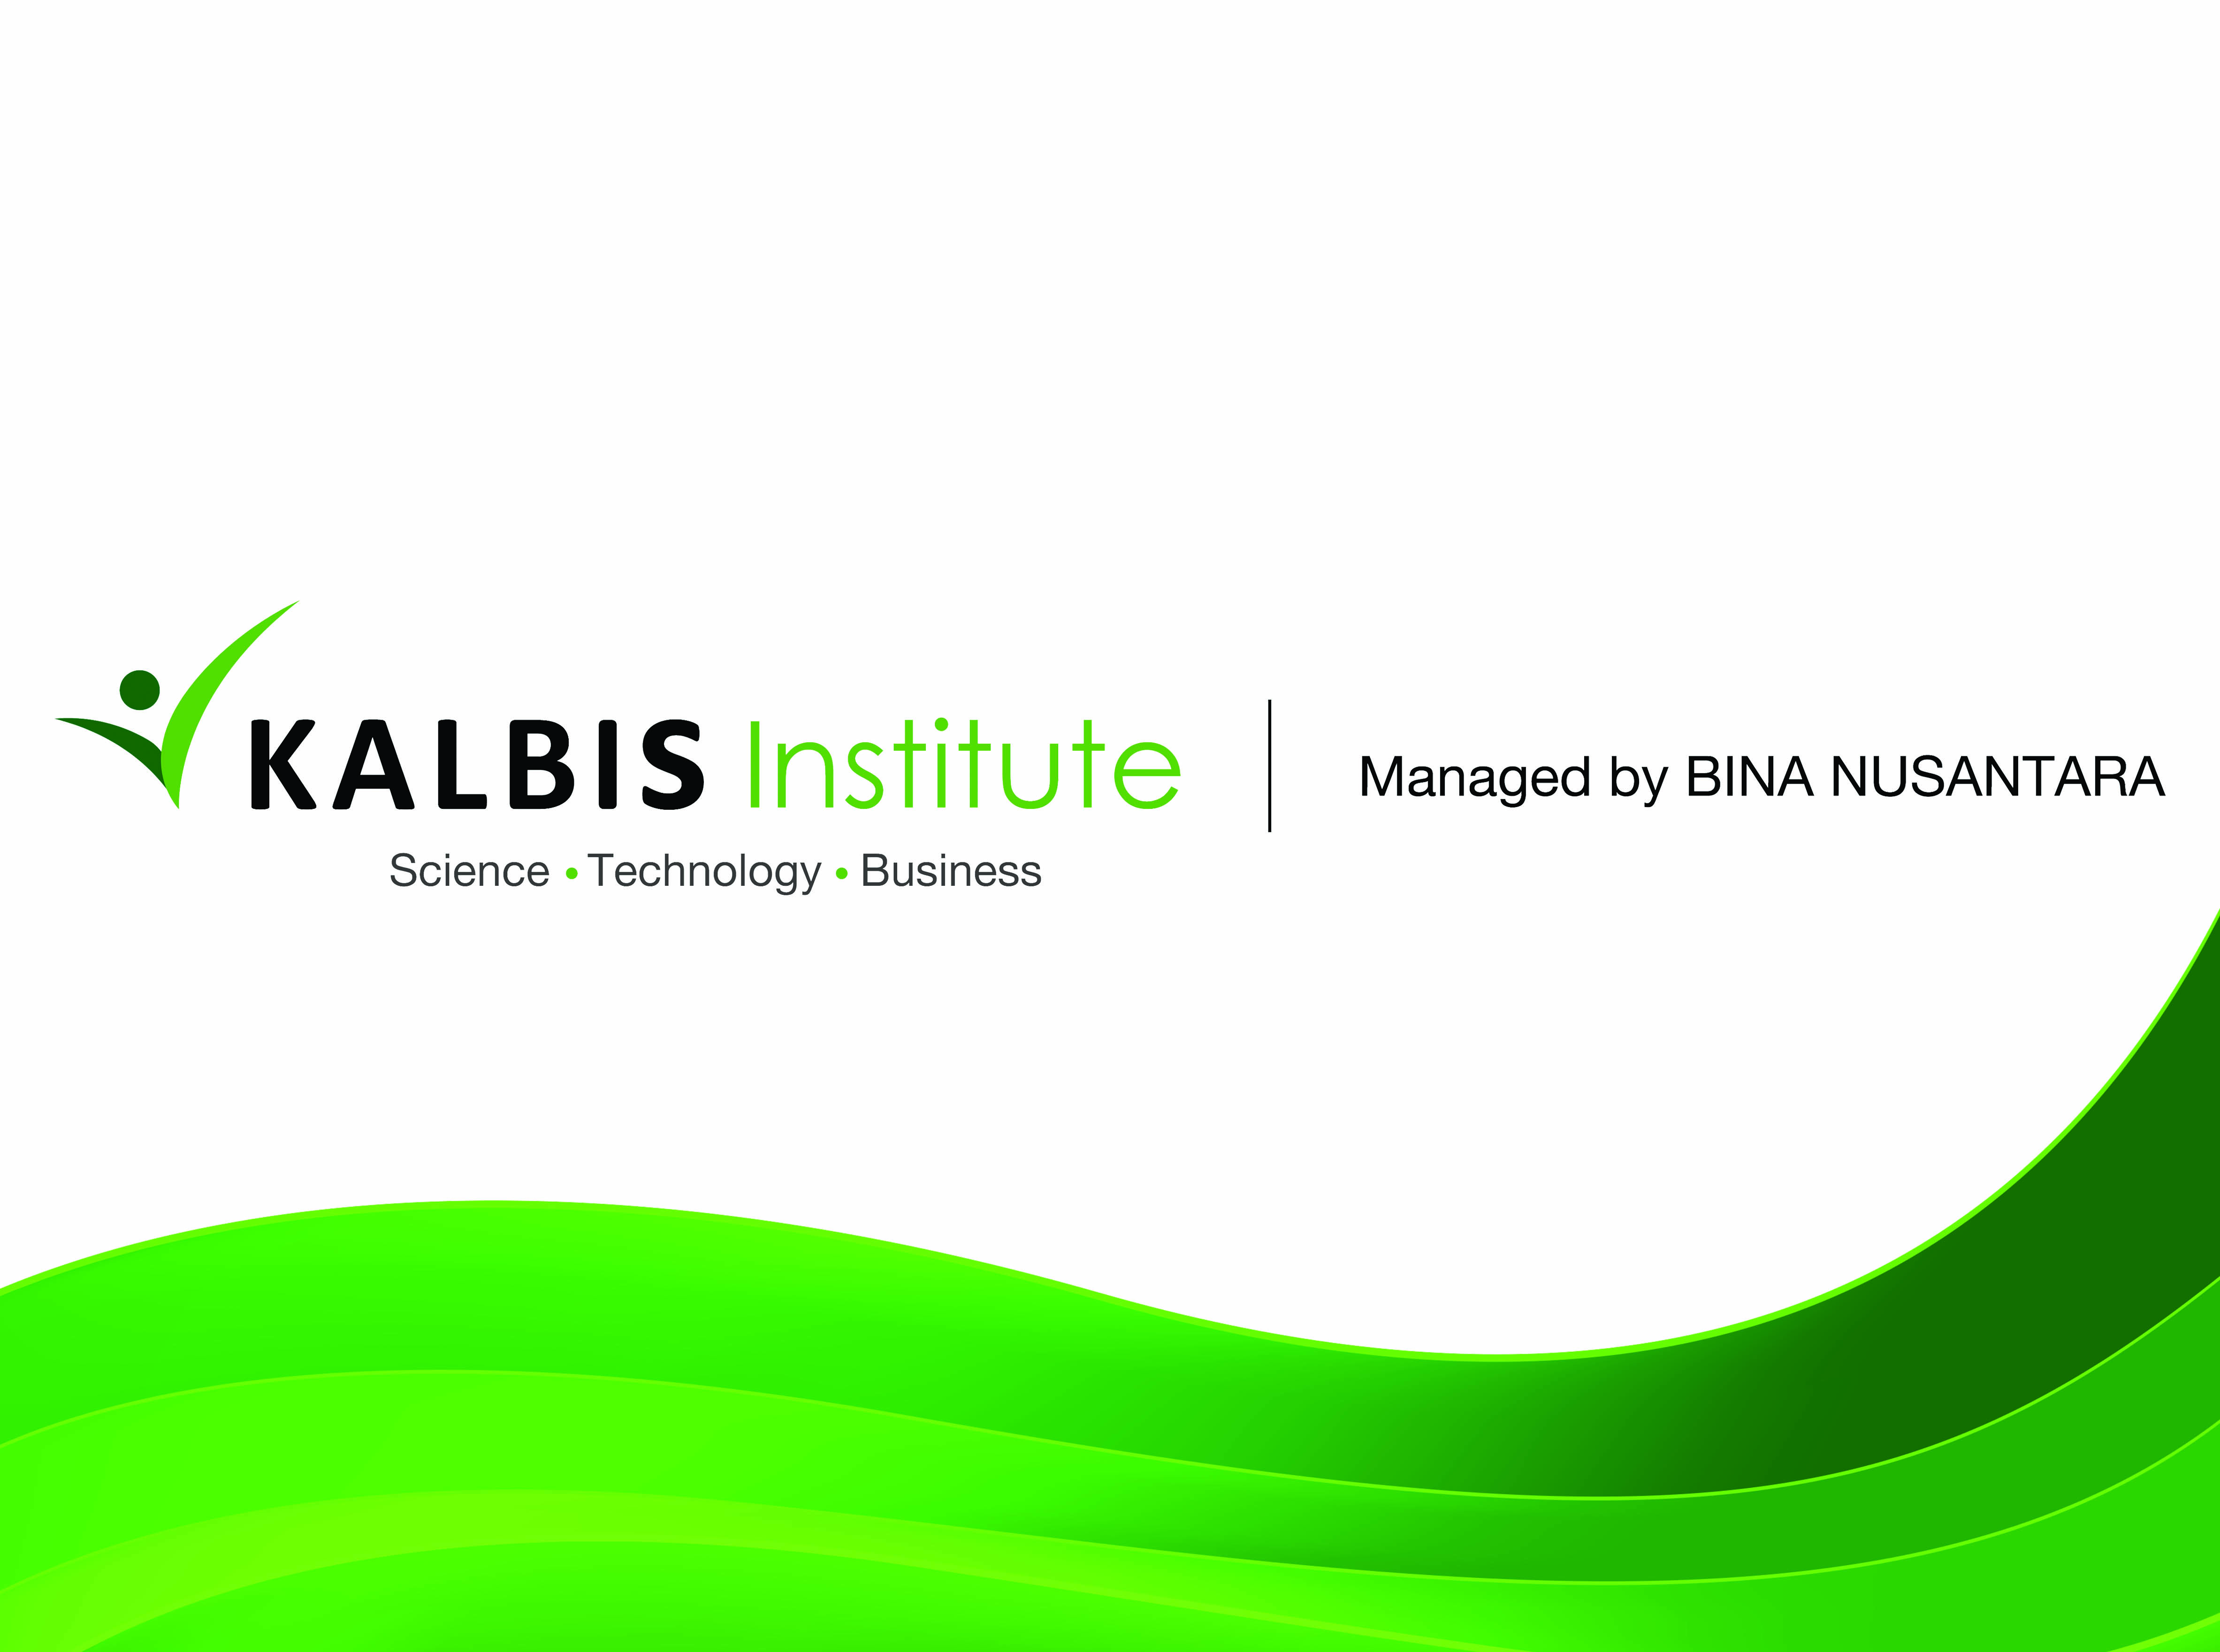 KALBIS Institute
Science • Technology • Business
Managed by BINA NUSANTARA